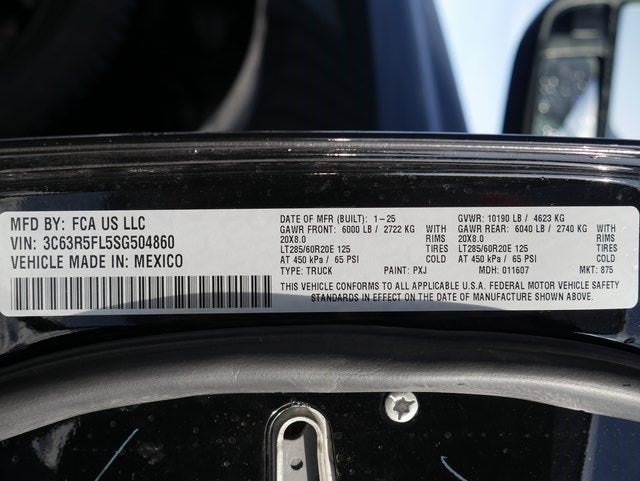 MFD BY: FCA US LLC
VIN: 3C63R5FL5SG504860
VEHICLE MADE IN: MEXICO
DATE OF MFR (BUILT): 1-25
GAWR FRONT: 6000 LB / 2722 KG WITH
20X8.0 RIMS
LT285/60R20E 125 TIRES
AT 450 kPa / 65 PSI COLD
TYPE: TRUCK PAINT: PXJ
GVWR: 10190 LB / 4623 KG
GAWR REAR: 6040 LB / 2740 KG WITH
20X8.0 RIMS
LT285/60R20E 125 TIRES
AT 450 kPa / 65 PSI COLD
MDH: 011607 MKT: 875
THIS VEHICLE CONFORMS TO ALL APPLICABLE U.S.A. FEDERAL MOTOR VEHICLE SAFETY
STANDARDS IN EFFECT ON THE DATE OF MANUFACTURE SHOWN ABOVE.